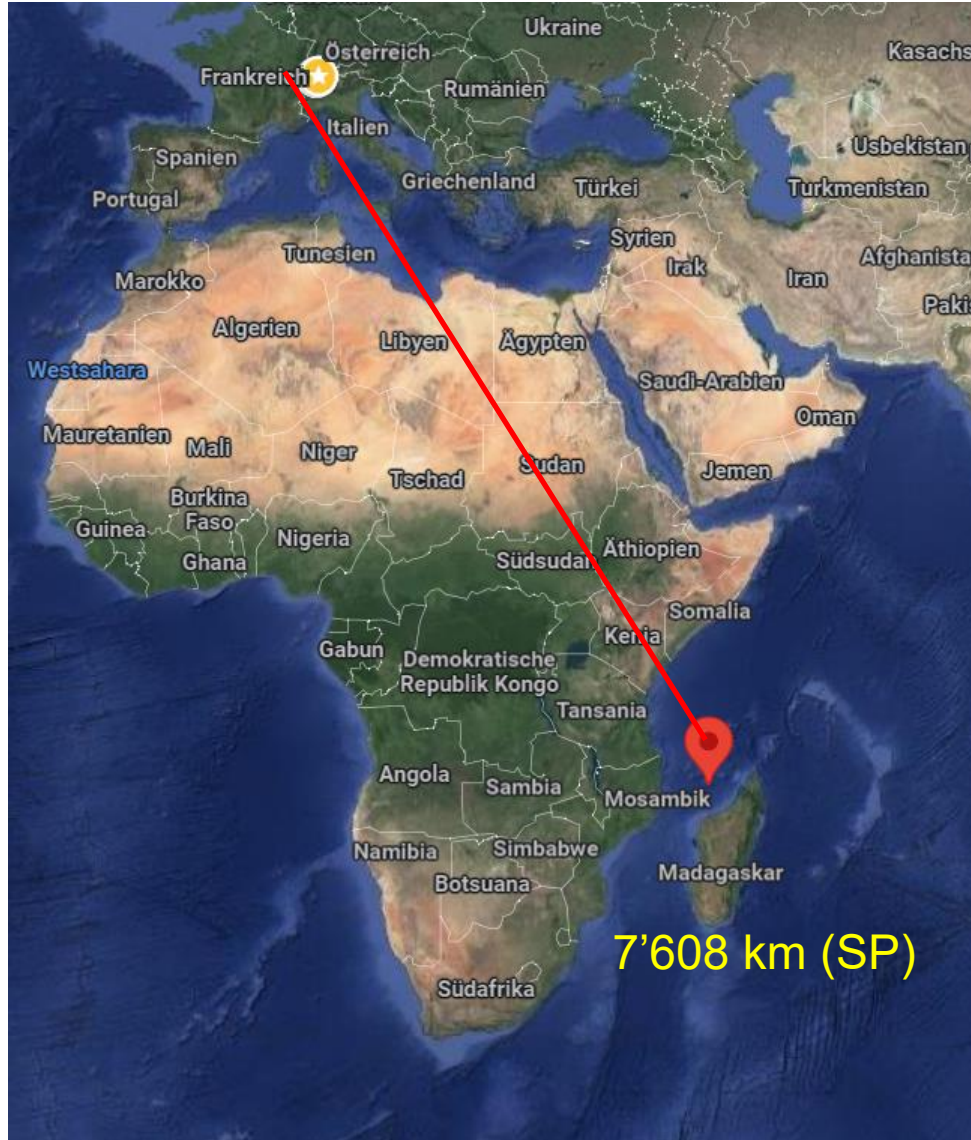 Ukraine
Österreich
Kasachs
Frankreich
Rumänien
Italien
Usbekistan
Spanien
Griechenland
Türkei
Turkmenistan
Portugal
Syrien
Tunesien
Afghanista
Irak
Iran
Marokko
Pakis
Algerien
Libyen
Ägypten
Westsahara
Saudi-Arabien
Oman
Mauretanien
Mali
Niger
Sudan
Jemen
Tschad
Burkina
Faso
Guinea
Nigeria
Äthiopien
Ghana
Südsudan
Somalia
Kenia
Gabun
Demokratische
Republik Kongo
Tansania
Angola
Sambia
Mosambik
Namibia
Simbabwe
Madagaskar
Botsuana
7’608 km (SP)
Südafrika